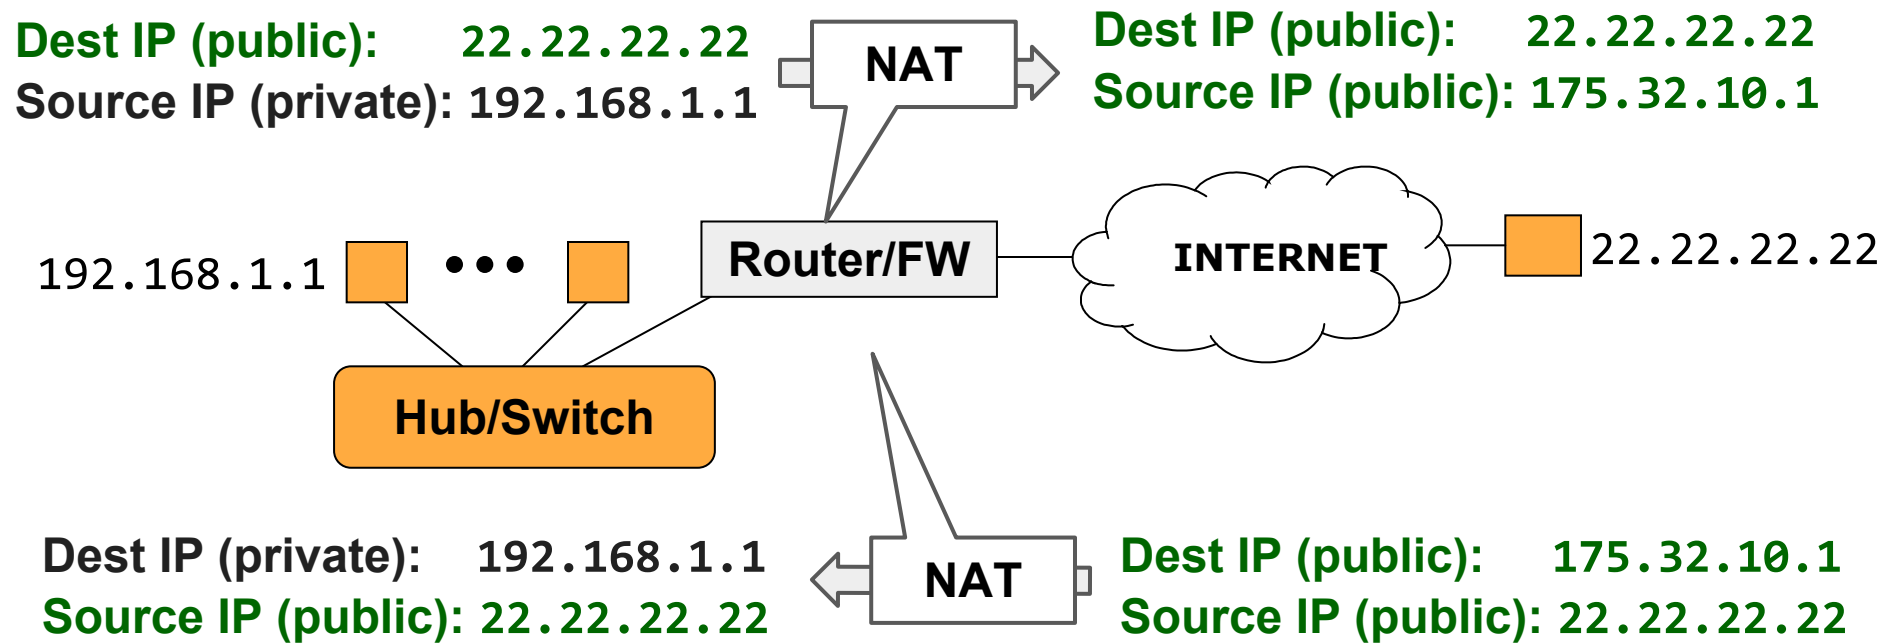 Dest IP (public): 22.22.22.22
Source IP (private): 192.168.1.1
NAT
Dest IP (public): 22.22.22.22
Source IP (public): 175.32.10.1
192.168.1.1
Router/FW
INTERNET
22.22.22.22
Hub/Switch
Dest IP (private): 192.168.1.1
Source IP (public): 22.22.22.22
NAT
Dest IP (public): 175.32.10.1
Source IP (public): 22.22.22.22